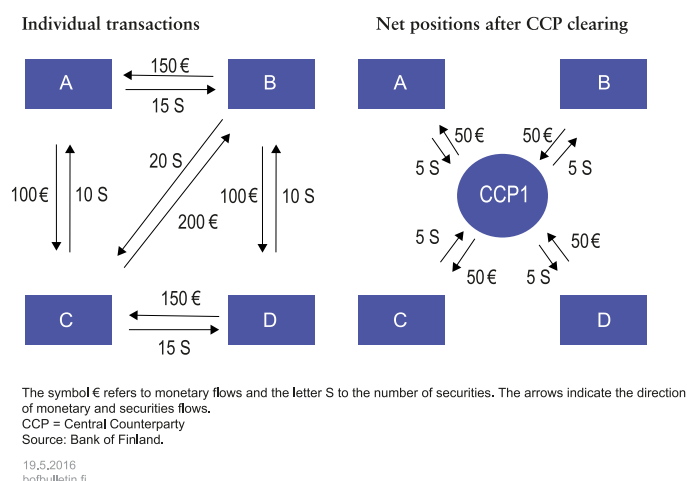 Individual transactions
Net positions after CCP clearing
A
150 €
15 S
B
A
B
100 €
10 S
20 S
200 €
100 €
10 S
50 €
5 S
50 €
5 S
CCP1
5 S
50 €
50 €
5 S
C
150 €
15 S
D
C
D
The symbol € refers to monetary flows and the letter S to the number of securities. The arrows indicate the direction
of monetary and securities flows.
CCP = Central Counterparty
Source: Bank of Finland.
19.5.2016
bofbulletin.fi